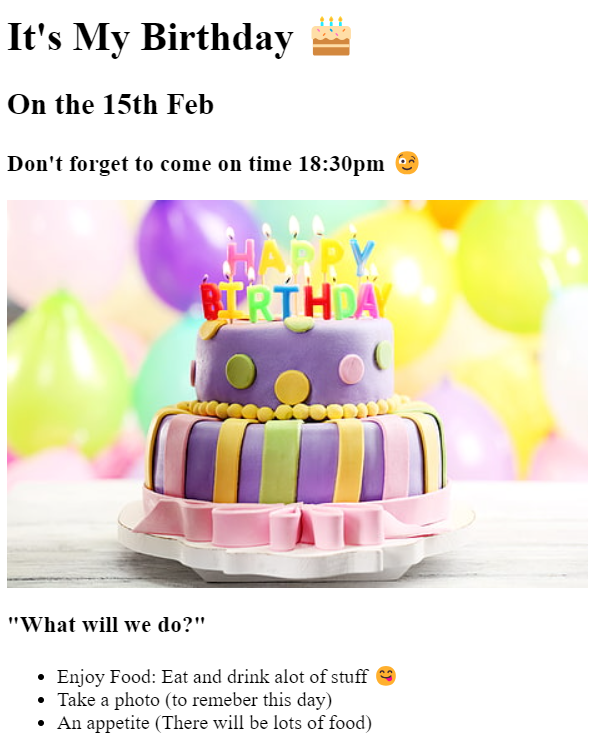 It's My Birthday 🎂
On the 15th Feb
Don't forget to come on time 18:30pm 😉
HAPPY
BIRTHDAY
"What will we do?"
• Enjoy Food: Eat and drink alot of stuff 😋
• Take a photo (to remeber this day)
• An appetite (There will be lots of food)